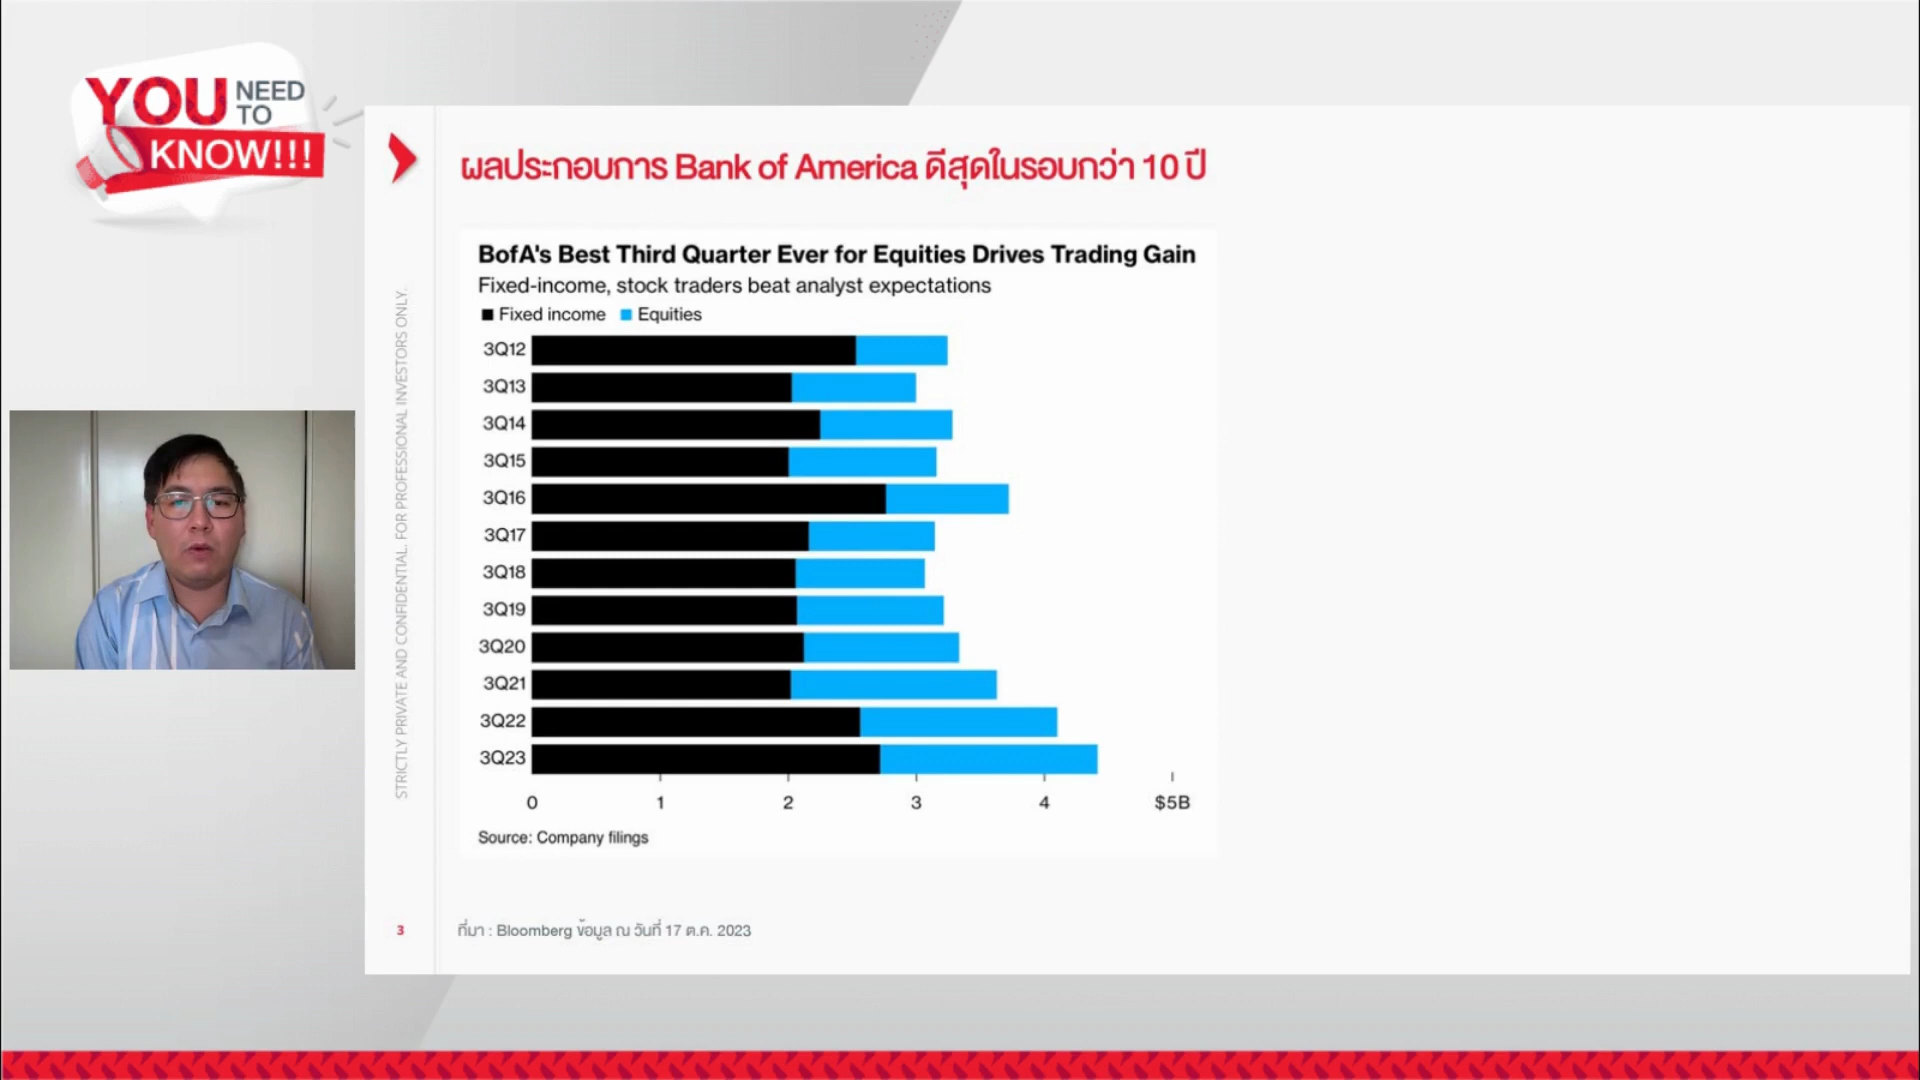 YOU NEED TO
KNOW!!!
ผลประกอบการ Bank of America ดีสุดในรอบกว่า 10 ปี
BofA's Best Third Quarter Ever for Equities Drives Trading Gain
Fixed-income, stock traders beat analyst expectations
Fixed income Equities
3Q12
3Q13
3Q14
3Q15
3Q16
3Q17
3Q18
3Q19
3Q20
3Q21
3Q22
3Q23
0 1 2 3 4 $5B
Source: Company filings
STRICTLY PRIVATE AND CONFIDENTIAL. FOR PROFESSIONAL INVESTORS ONLY.
3
ที่มา : Bloomberg ข้อมูล ณ วันที่ 17 ต.ค. 2023